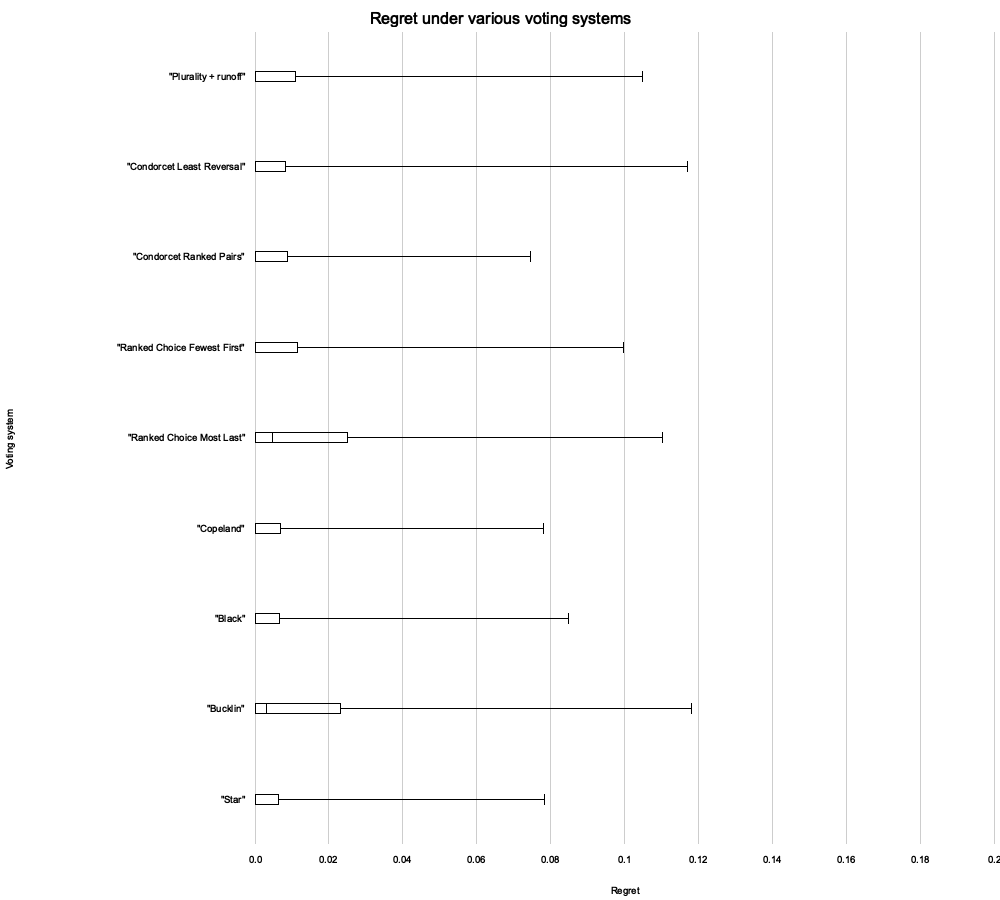 Regret under various voting systems
"Plurality + runoff"
"Condorcet Least Reversal"
"Condorcet Ranked Pairs"
"Ranked Choice Fewest First"
"Ranked Choice Most Last"
"Copeland"
"Black"
"Bucklin"
"Star"
Voting system
0.0 0.02 0.04 0.06 0.08 0.1 0.12 0.14 0.16 0.18 0.2
Regret